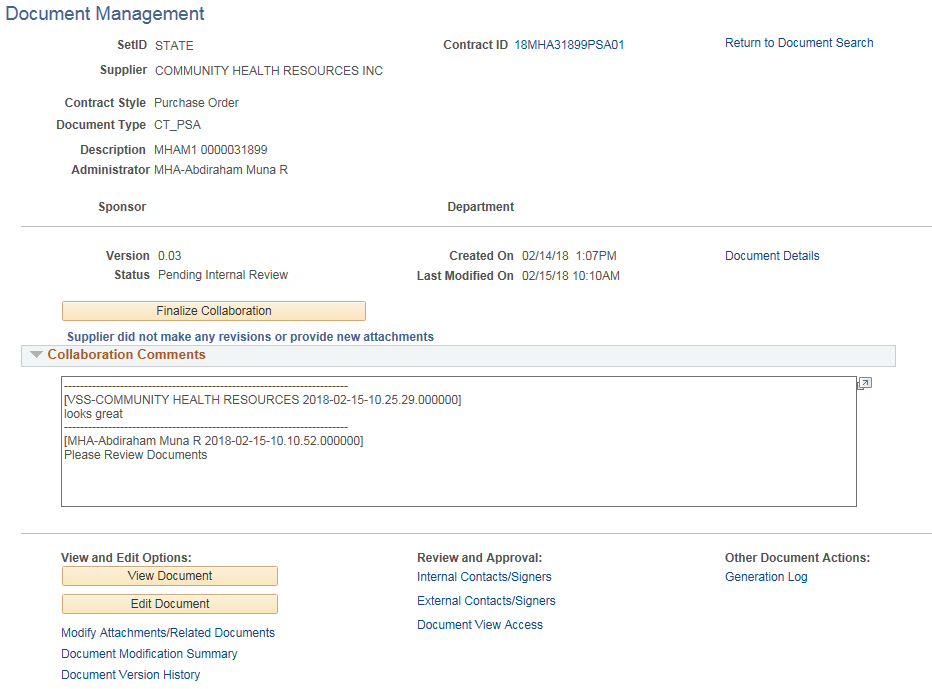 Document Management
SetID STATE Contract ID 18MHA31899PSA01 Return to Document Search
Supplier COMMUNITY HEALTH RESOURCES INC
Contract Style Purchase Order
Document Type CT_PSA
Description MHAM1 0000031899
Administrator MHA-Abdiraham Muna R
Sponsor Department
Version 0.03 Created On 02/14/18 1:07PM Document Details
Status Pending Internal Review Last Modified On 02/15/18 10:10AM
Finalize Collaboration
Supplier did not make any revisions or provide new attachments
Collaboration Comments
-----------------------------------------------------------------------
[VSS-COMMUNITY HEALTH RESOURCES 2018-02-15-10.25.29.000000]
looks great
-----------------------------------------------------------------------
[MHA-Abdiraham Muna R 2018-02-15-10.10.52.000000]
Please Review Documents
View and Edit Options: Review and Approval: Other Document Actions:
View Document Internal Contacts/Signers Generation Log
Edit Document External Contacts/Signers
Document View Access
Modify Attachments/Related Documents
Document Modification Summary
Document Version History